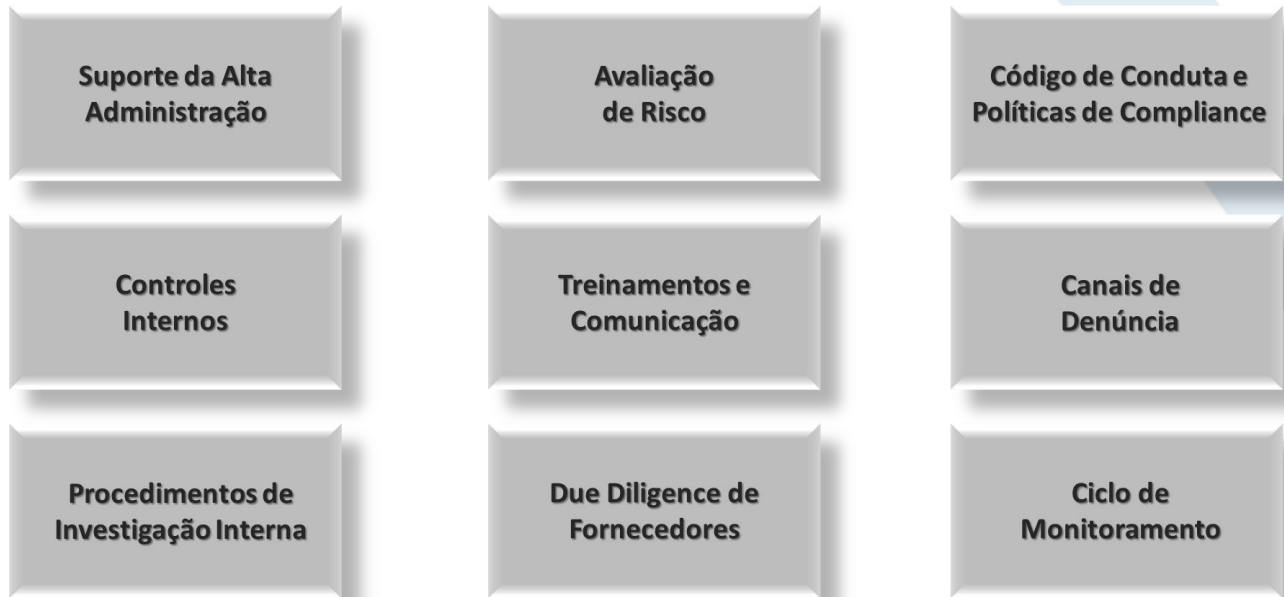 Suporte da Alta
Administração
Avaliação
de Risco
Código de Conduta e
Políticas de Compliance
Controles
Internos
Treinamentos e
Comunicação
Canais de
Denúncia
Procedimentos de
Investigação Interna
Due Diligence de
Fornecedores
Ciclo de
Monitoramento